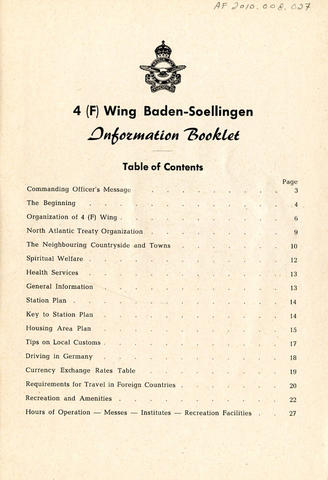 AF 2010.008.027
4 (F) Wing Baden-Soellingen
Information Booklet
Table of Contents
Page
Commanding Officer's Message 3
The Beginning 4
Organization of 4 (F) Wing 6
North Atlantic Treaty Organization 9
The Neighbouring Countryside and Towns 10
Spiritual Welfare 12
Health Services 13
General Information 13
Station Plan 14
Key to Station Plan 14
Housing Area Plan 15
Tips on Local Customs 17
Driving in Germany 18
Currency Exchange Rates Table 19
Requirements for Travel in Foreign Countries 20
Recreation and Amenities 22
Hours of Operation — Messes — Institutes — Recreation Facilities 27